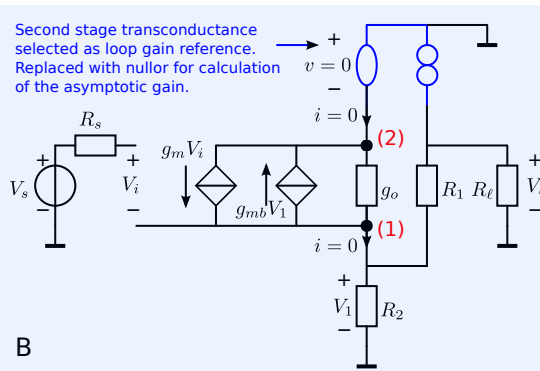 Second stage transconductance
selected as loop gain reference.
Replaced with nullor for calculation
of the asymptotic gain.
+
v = 0
−
i = 0
(2)
R_s
g_m V_i
+
V_s
−
+
V_i
−
g_mb V_1
g_o
R_1
R_ℓ
+
V
−
(1)
i = 0
+
V_1
−
R_2
B